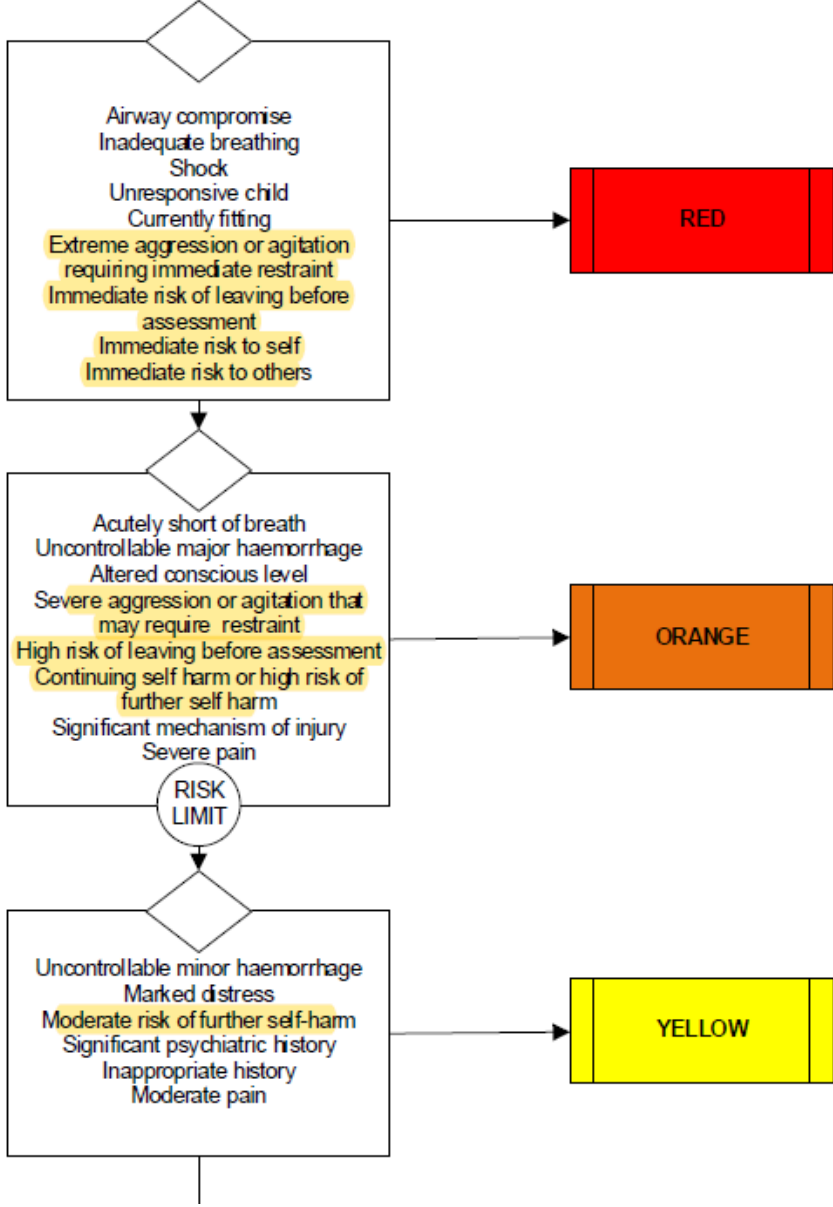 Airway compromise
Inadequate breathing
Shock
Unresponsive child
Currently fitting
Extreme aggression or agitation
requiring immediate restraint
Immediate risk of leaving before
assessment
Immediate risk to self
Immediate risk to others
RED
Acutely short of breath
Uncontrollable major haemorrhage
Altered conscious level
Severe aggression or agitation that
may require restraint
High risk of leaving before assessment
Continuing self harm or high risk of
further self harm
Significant mechanism of injury
Severe pain
ORANGE
RISK
LIMIT
Uncontrollable minor haemorrhage
Marked distress
Moderate risk of further self-harm
Significant psychiatric history
Inappropriate history
Moderate pain
YELLOW